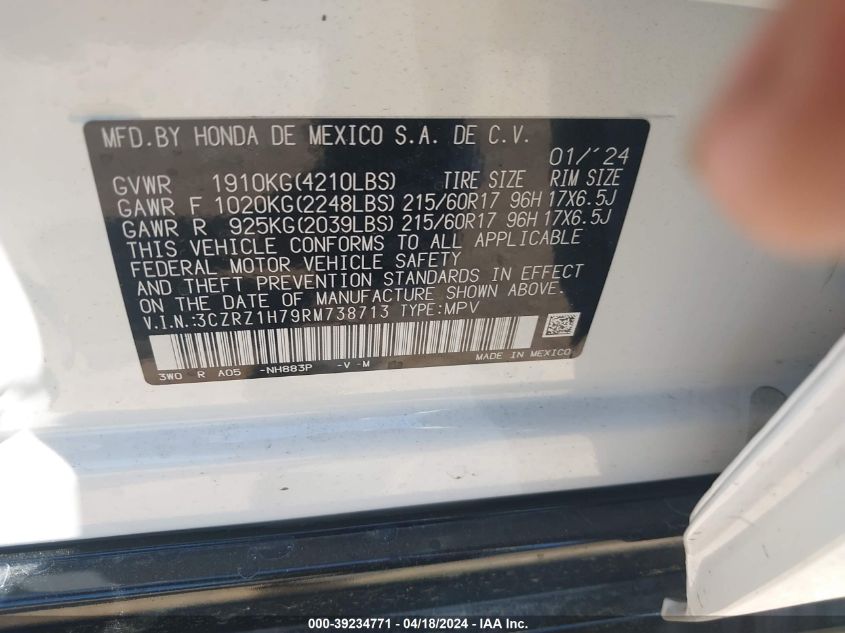 MFD.BY HONDA DE MEXICO S.A. DE C.V.
01/'24
GVWR 1910KG(4210LBS) TIRE SIZE RIM SIZE
GAWR F 1020KG(2248LBS) 215/60R17 96H 17X6.5J
GAWR R 925KG(2039LBS) 215/60R17 96H 17X6.5J
THIS VEHICLE CONFORMS TO ALL APPLICABLE
FEDERAL MOTOR VEHICLE SAFETY
AND THEFT PREVENTION STANDARDS IN EFFECT
ON THE DATE OF MANUFACTURE SHOWN ABOVE.
V.I.N.:3CZRZ1H79RM738713 TYPE:MPV
3W0 R A05 -NH883P -V -M MADE IN MEXICO
000-39234771 - 04/18/2024 - IAA Inc.